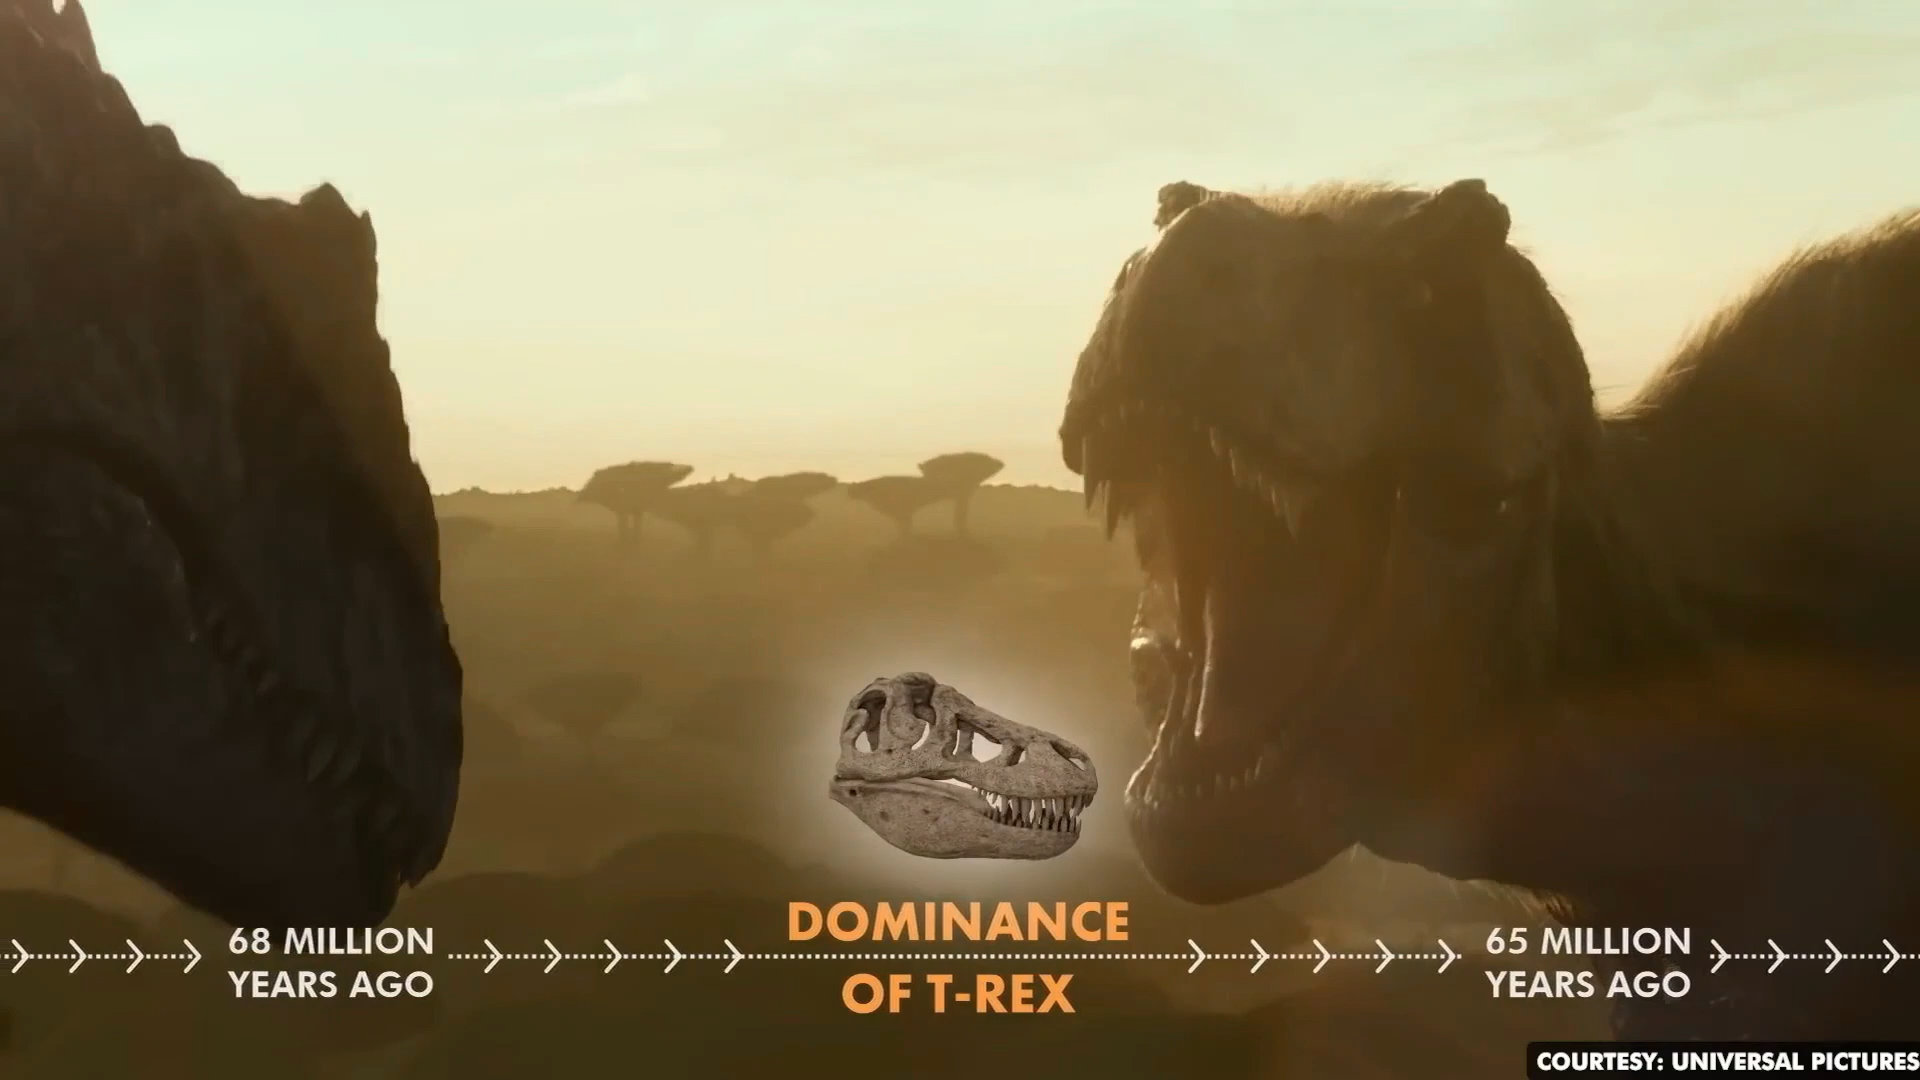 68 MILLION
YEARS AGO
DOMINANCE
OF T-REX
65 MILLION
YEARS AGO
COURTESY: UNIVERSAL PICTURES